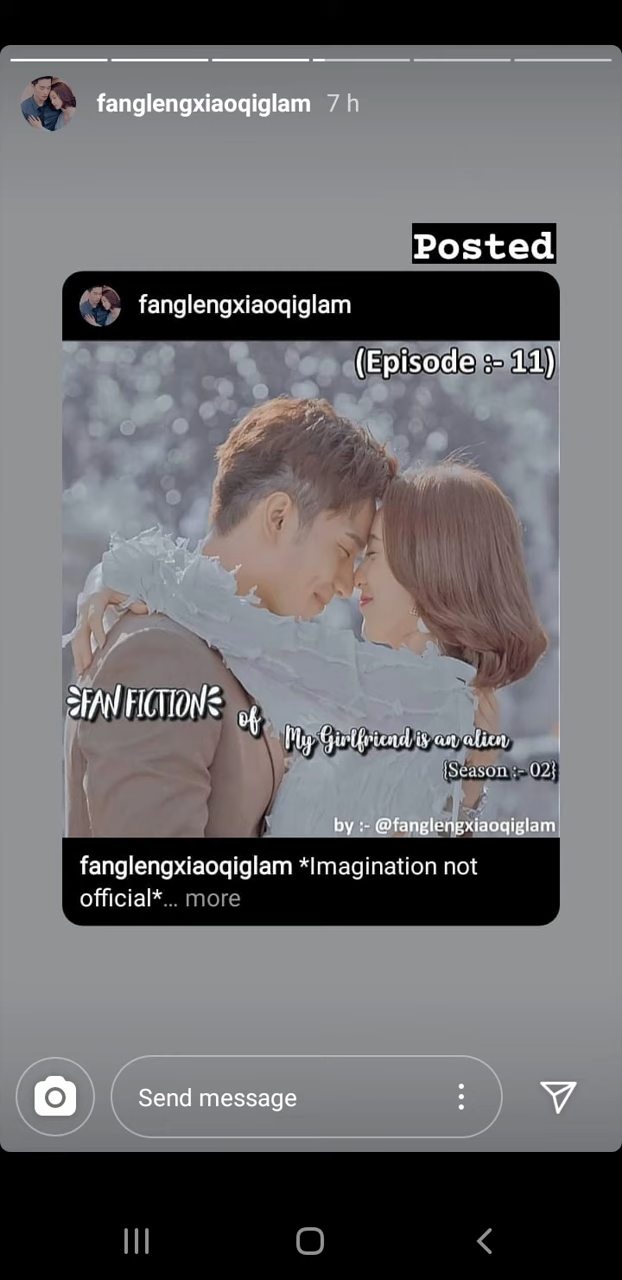 fanglengxiaoqiglam 7 h
Posted
fanglengxiaoqiglam
(Episode :- 11)
FAN FICTION
of
My Girlfriend is an alien
{Season :- 02}
by :- @fanglengxiaoqiglam
fanglengxiaoqiglam *Imagination not
official*... more
Send message